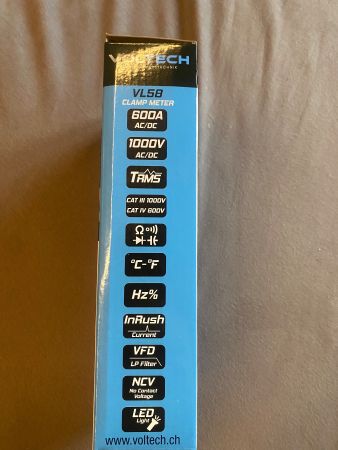 VOLTECH
VL58
CLAMP METER
600A
AC/DC
1000V
AC/DC
TRMS
CAT III 1000V
CAT IV 600V
Ω
°C-°F
Hz%
InRush
Current
VFD
LP Filter
NCV
No Contact
Voltage
LED
Light
www.voltech.ch